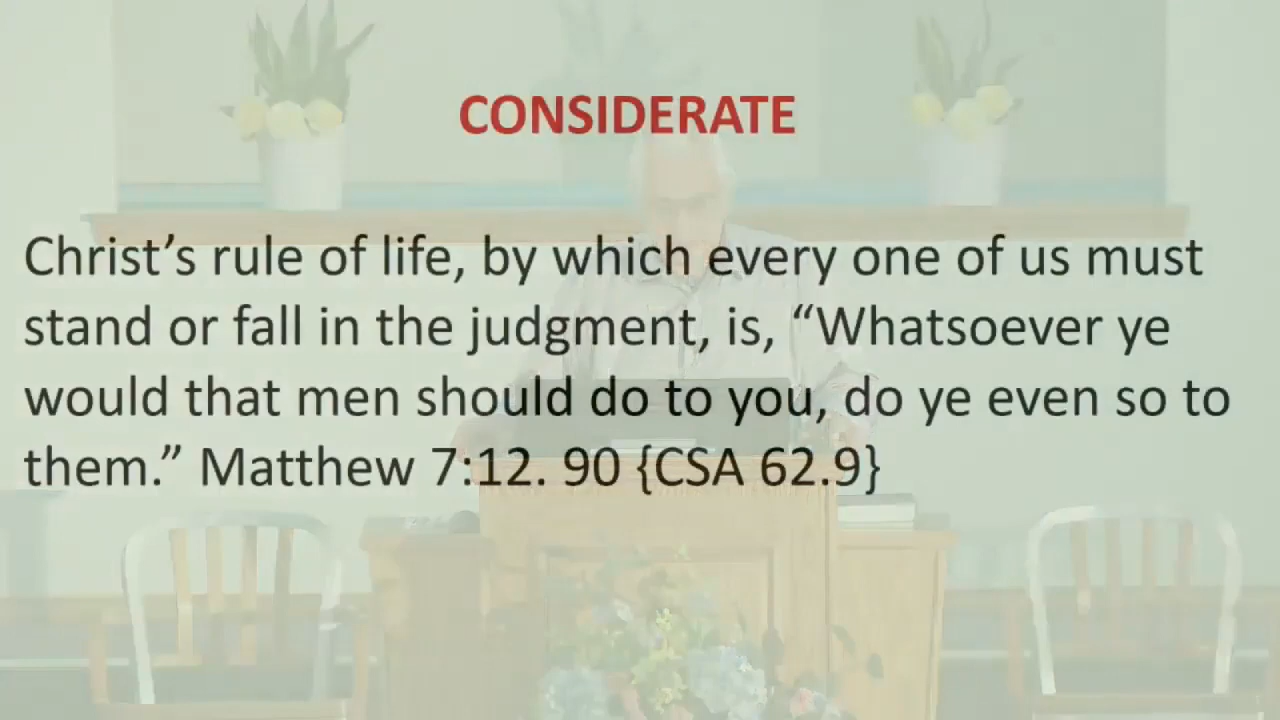 CONSIDERATE
Christ’s rule of life, by which every one of us must
stand or fall in the judgment, is, “Whatsoever ye
would that men should do to you, do ye even so to
them.” Matthew 7:12. 90 {CSA 62.9}